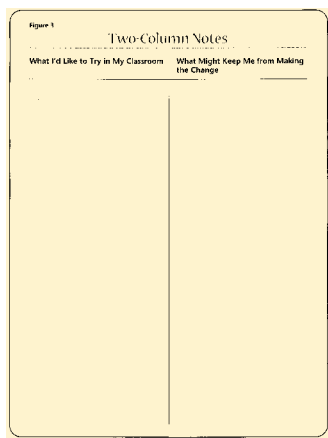 Figure 3
Two-Column Notes
What I'd Like to Try in My Classroom
What Might Keep Me from Making
the Change